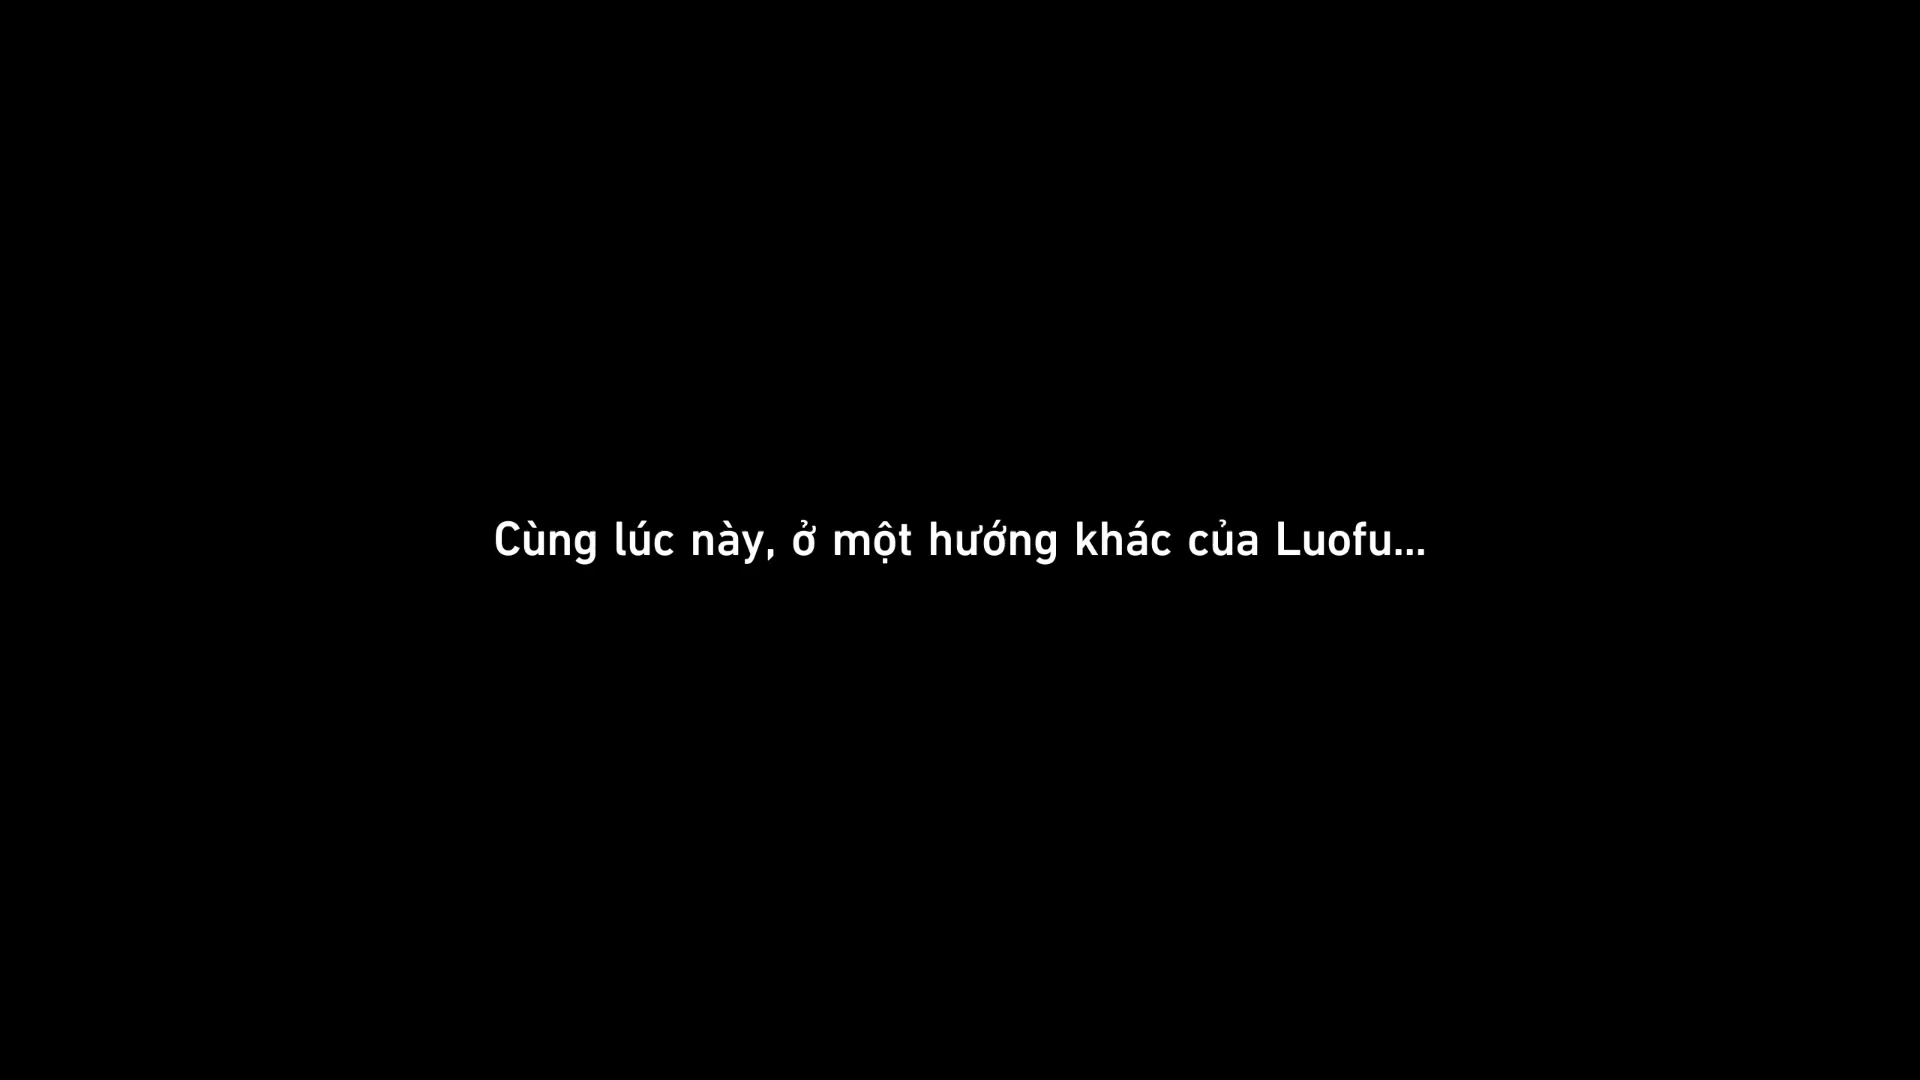 Cùng lúc này, ở một hướng khác của Luofu...